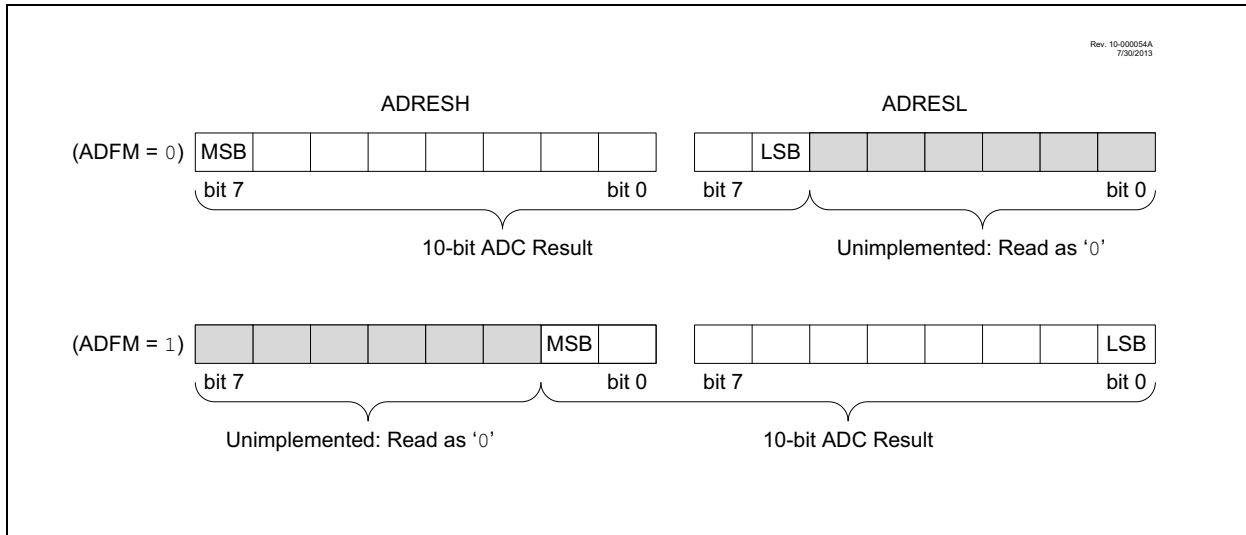 Rev. 10-000054A
7/30/2013
ADRESH ADRESL
(ADFM = 0) MSB LSB
bit 7 bit 0 bit 7 bit 0
10-bit ADC Result Unimplemented: Read as ‘0’
(ADFM = 1) MSB LSB
bit 7 bit 0 bit 7 bit 0
Unimplemented: Read as ‘0’ 10-bit ADC Result